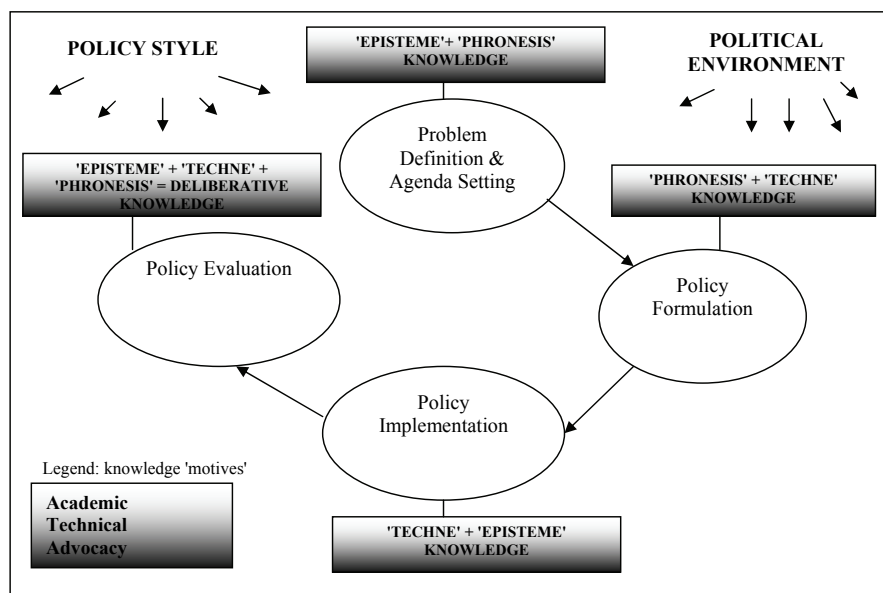 POLICY STYLE
'EPISTEME'+ 'PHRONESIS'
KNOWLEDGE
POLITICAL
ENVIRONMENT
Problem
Definition &
Agenda Setting
'EPISTEME' + 'TECHNE' +
'PHRONESIS' = DELIBERATIVE
KNOWLEDGE
'PHRONESIS' + 'TECHNE'
KNOWLEDGE
Policy Evaluation
Policy
Formulation
Policy
Implementation
Legend: knowledge 'motives'
Academic
Technical
Advocacy
'TECHNE' + 'EPISTEME'
KNOWLEDGE